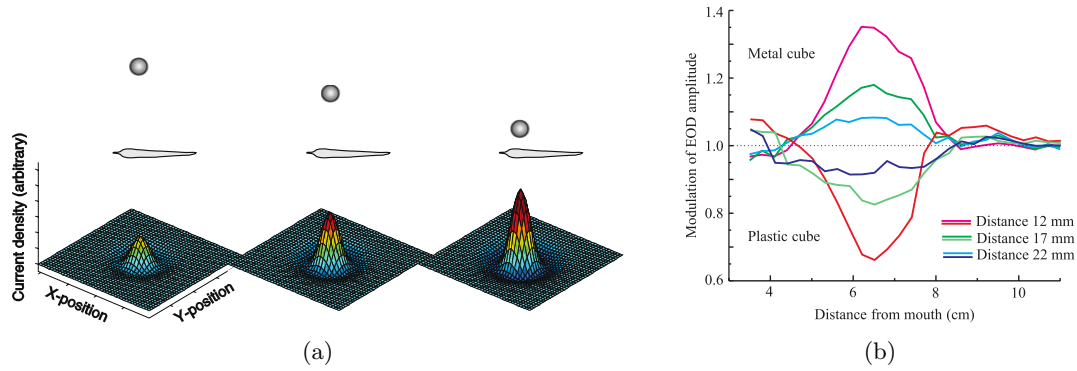 Current density (arbitrary)
X-position
Y-position
(a)
Modulation of EOD amplitude
1.4
1.2
1.0
0.8
0.6
Metal cube
Plastic cube
Distance 12 mm
Distance 17 mm
Distance 22 mm
4
6
8
10
Distance from mouth (cm)
(b)